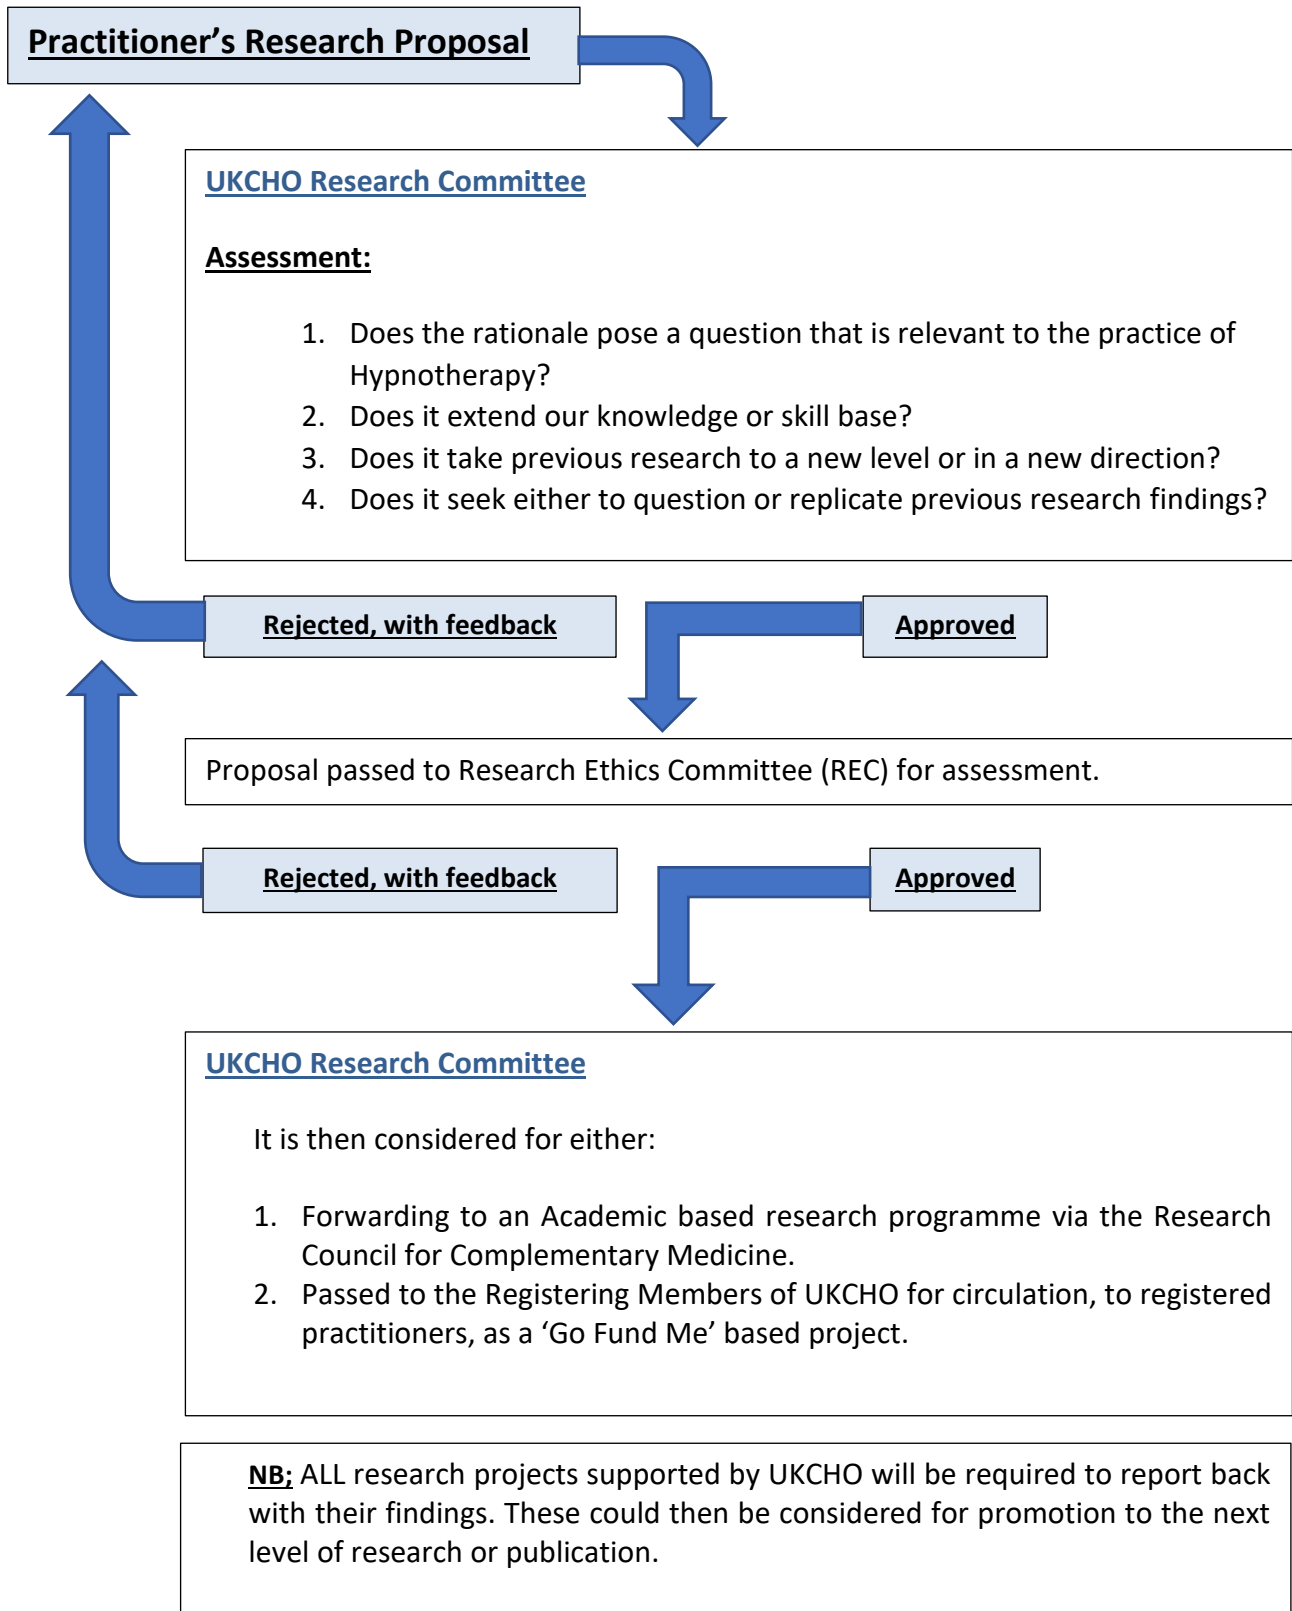 Practitioner’s Research Proposal
UKCHO Research Committee
Assessment:
1. Does the rationale pose a question that is relevant to the practice of
Hypnotherapy?
2. Does it extend our knowledge or skill base?
3. Does it take previous research to a new level or in a new direction?
4. Does it seek either to question or replicate previous research findings?
Rejected, with feedback
Approved
Proposal passed to Research Ethics Committee (REC) for assessment.
Rejected, with feedback
Approved
UKCHO Research Committee
It is then considered for either:
1. Forwarding to an Academic based research programme via the Research
Council for Complementary Medicine.
2. Passed to the Registering Members of UKCHO for circulation, to registered
practitioners, as a ‘Go Fund Me’ based project.
NB; ALL research projects supported by UKCHO will be required to report back
with their findings. These could then be considered for promotion to the next
level of research or publication.